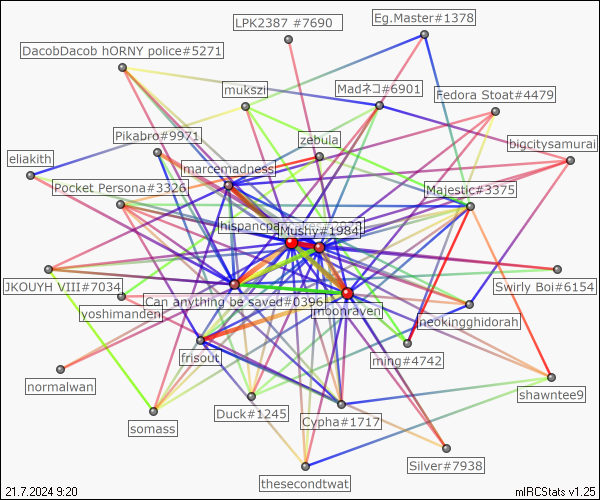 LPK2387 #7690
Eg.Master#1378
DacobDacob hORNY police#5271
mukszi
Madネコ#6901
Fedora Stoat#4479
Pikabro#9971
zebula
bigcitysamurai
eliakith
marcemadness
Pocket Persona#3326
Majestic#3375
Mushy#1984
JKOUYH VIII#7034
Swirly Boi#6154
Can anything be saved#0396
yoshimanden
moonraven
neokingghidorah
frisout
ming#4742
normalwan
shawntee9
Duck#1245
somass
Cypha#1717
Silver#7938
thesecondtwat
21.7.2024 9:20
mIRCStats v1.25